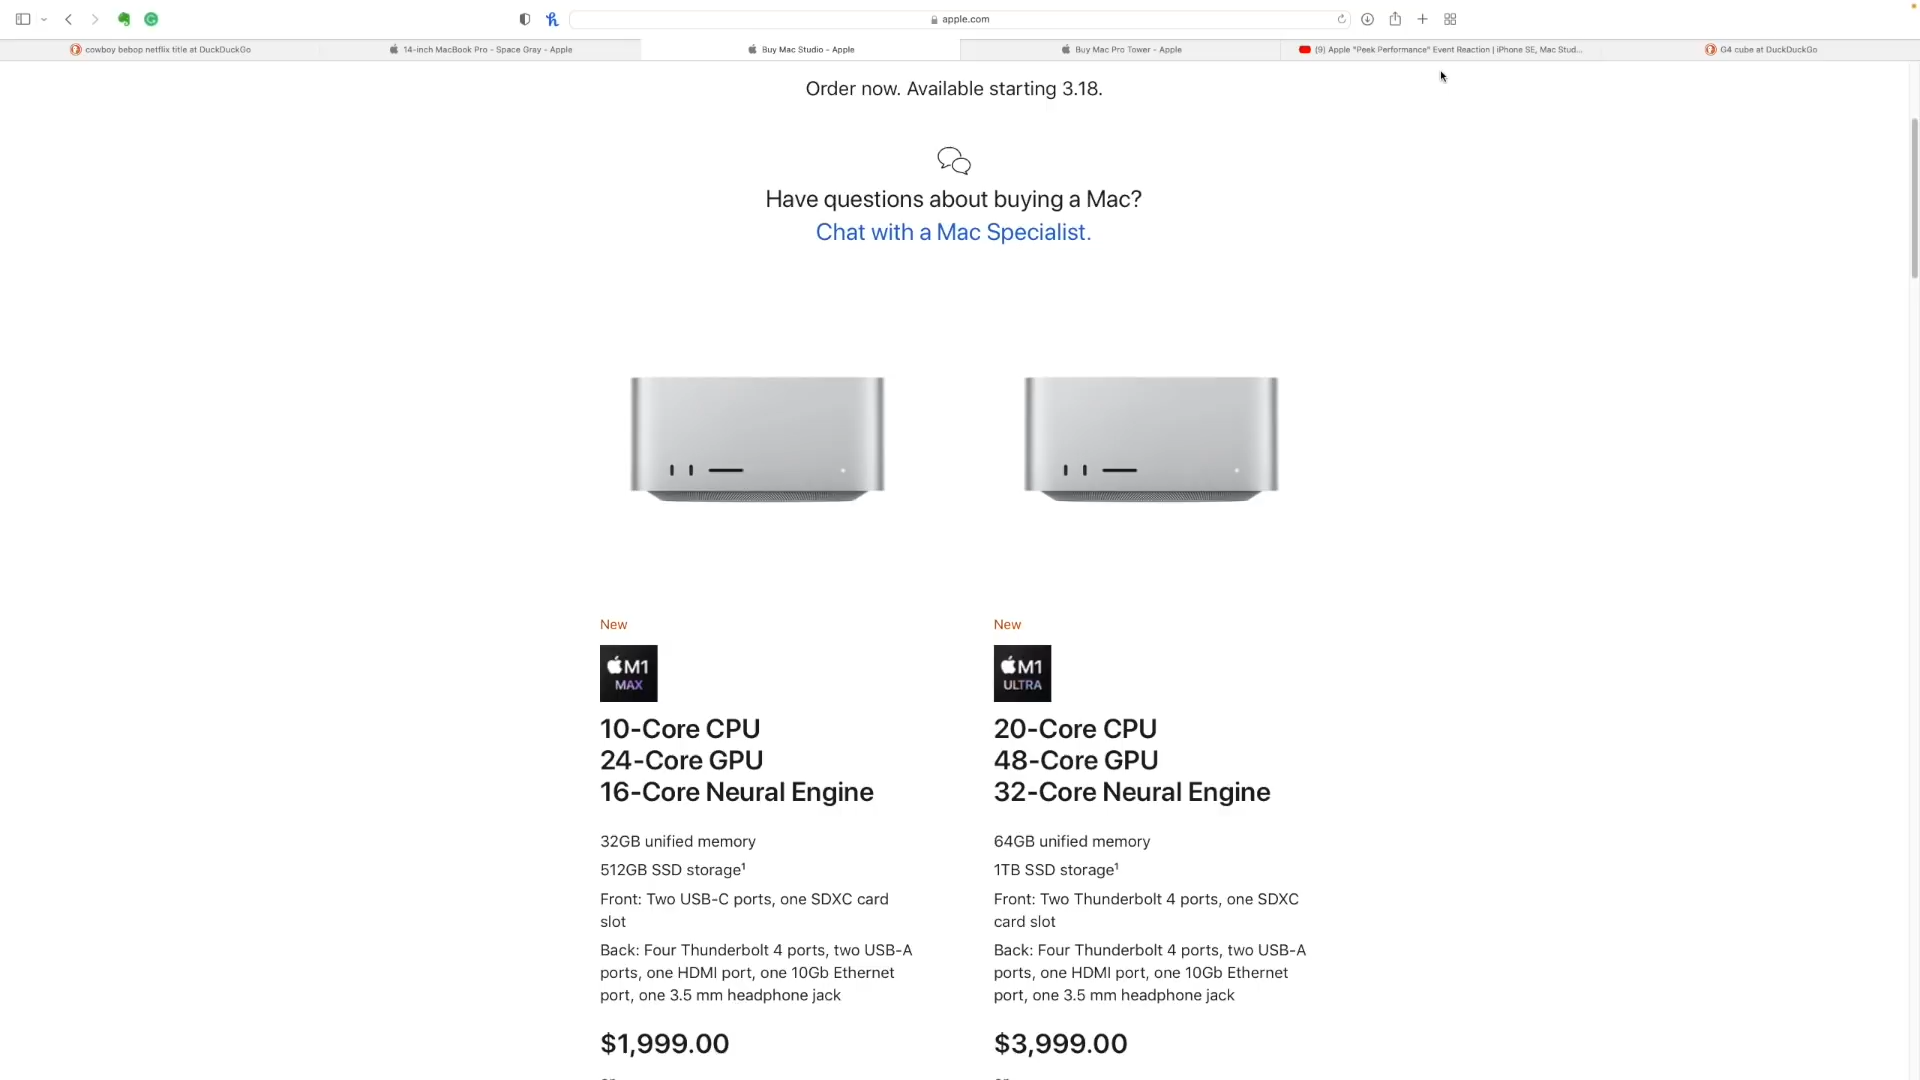 apple.com
cowboy bebop netflix title at DuckDuckGo
14-inch MacBook Pro - Space Gray - Apple
Buy Mac Studio - Apple
Buy Mac Pro Tower - Apple
(9) Apple "Peek Performance" Event Reaction | iPhone SE, Mac Stud...
G4 cube at DuckDuckGo
Order now. Available starting 3.18.
Have questions about buying a Mac?
Chat with a Mac Specialist.
New
M1
MAX
10-Core CPU
24-Core GPU
16-Core Neural Engine
32GB unified memory
512GB SSD storage¹
Front: Two USB-C ports, one SDXC card
slot
Back: Four Thunderbolt 4 ports, two USB-A
ports, one HDMI port, one 10Gb Ethernet
port, one 3.5 mm headphone jack
$1,999.00
New
M1
ULTRA
20-Core CPU
48-Core GPU
32-Core Neural Engine
64GB unified memory
1TB SSD storage¹
Front: Two Thunderbolt 4 ports, one SDXC
card slot
Back: Four Thunderbolt 4 ports, two USB-A
ports, one HDMI port, one 10Gb Ethernet
port, one 3.5 mm headphone jack
$3,999.00